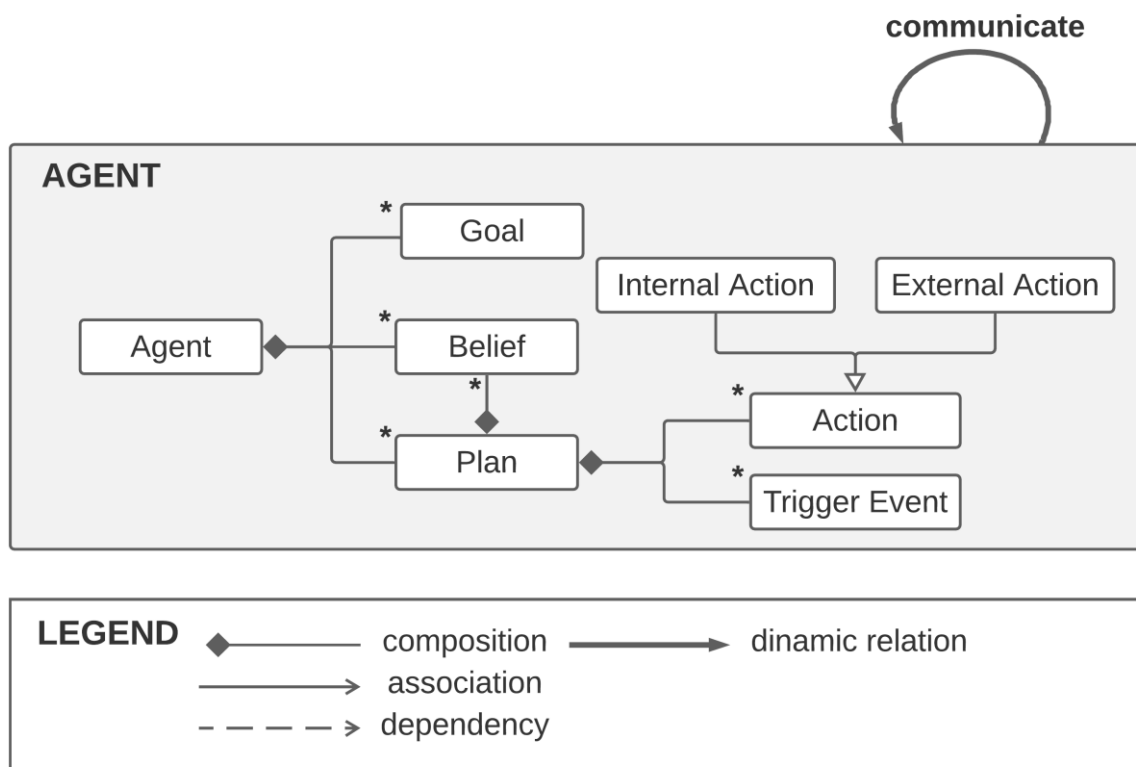 communicate
AGENT
* Goal
Internal Action External Action
Agent * Belief
*
* Plan
* Action
* Trigger Event
LEGEND composition dinamic relation
association
dependency